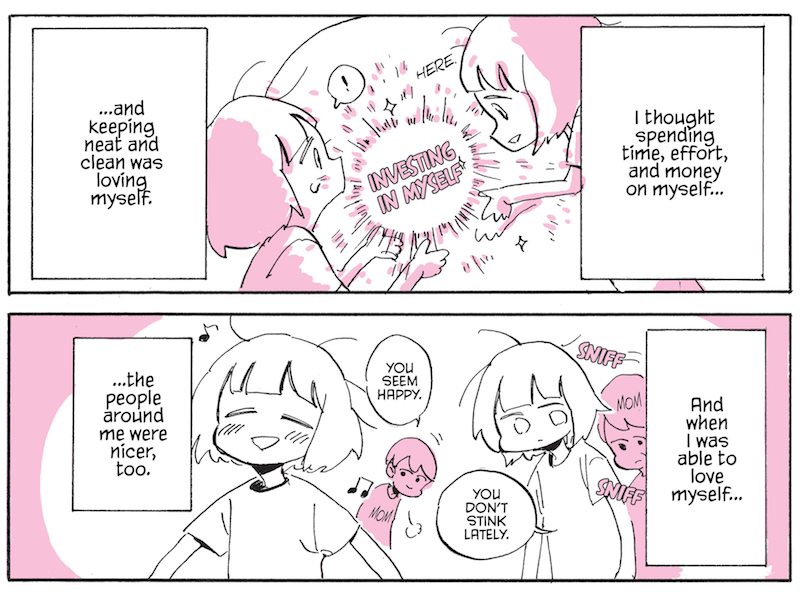 I thought
spending
time, effort,
and money
on myself...
HERE.
!
INVESTING
IN MYSELF
...and
keeping
neat and
clean was
loving
myself.
And
when
I was
able to
love
myself...
SNIFF
MOM
SNIFF
YOU
DON'T
STINK
LATELY.
YOU
SEEM
HAPPY.
MOM
...the
people
around
me were
nicer,
too.